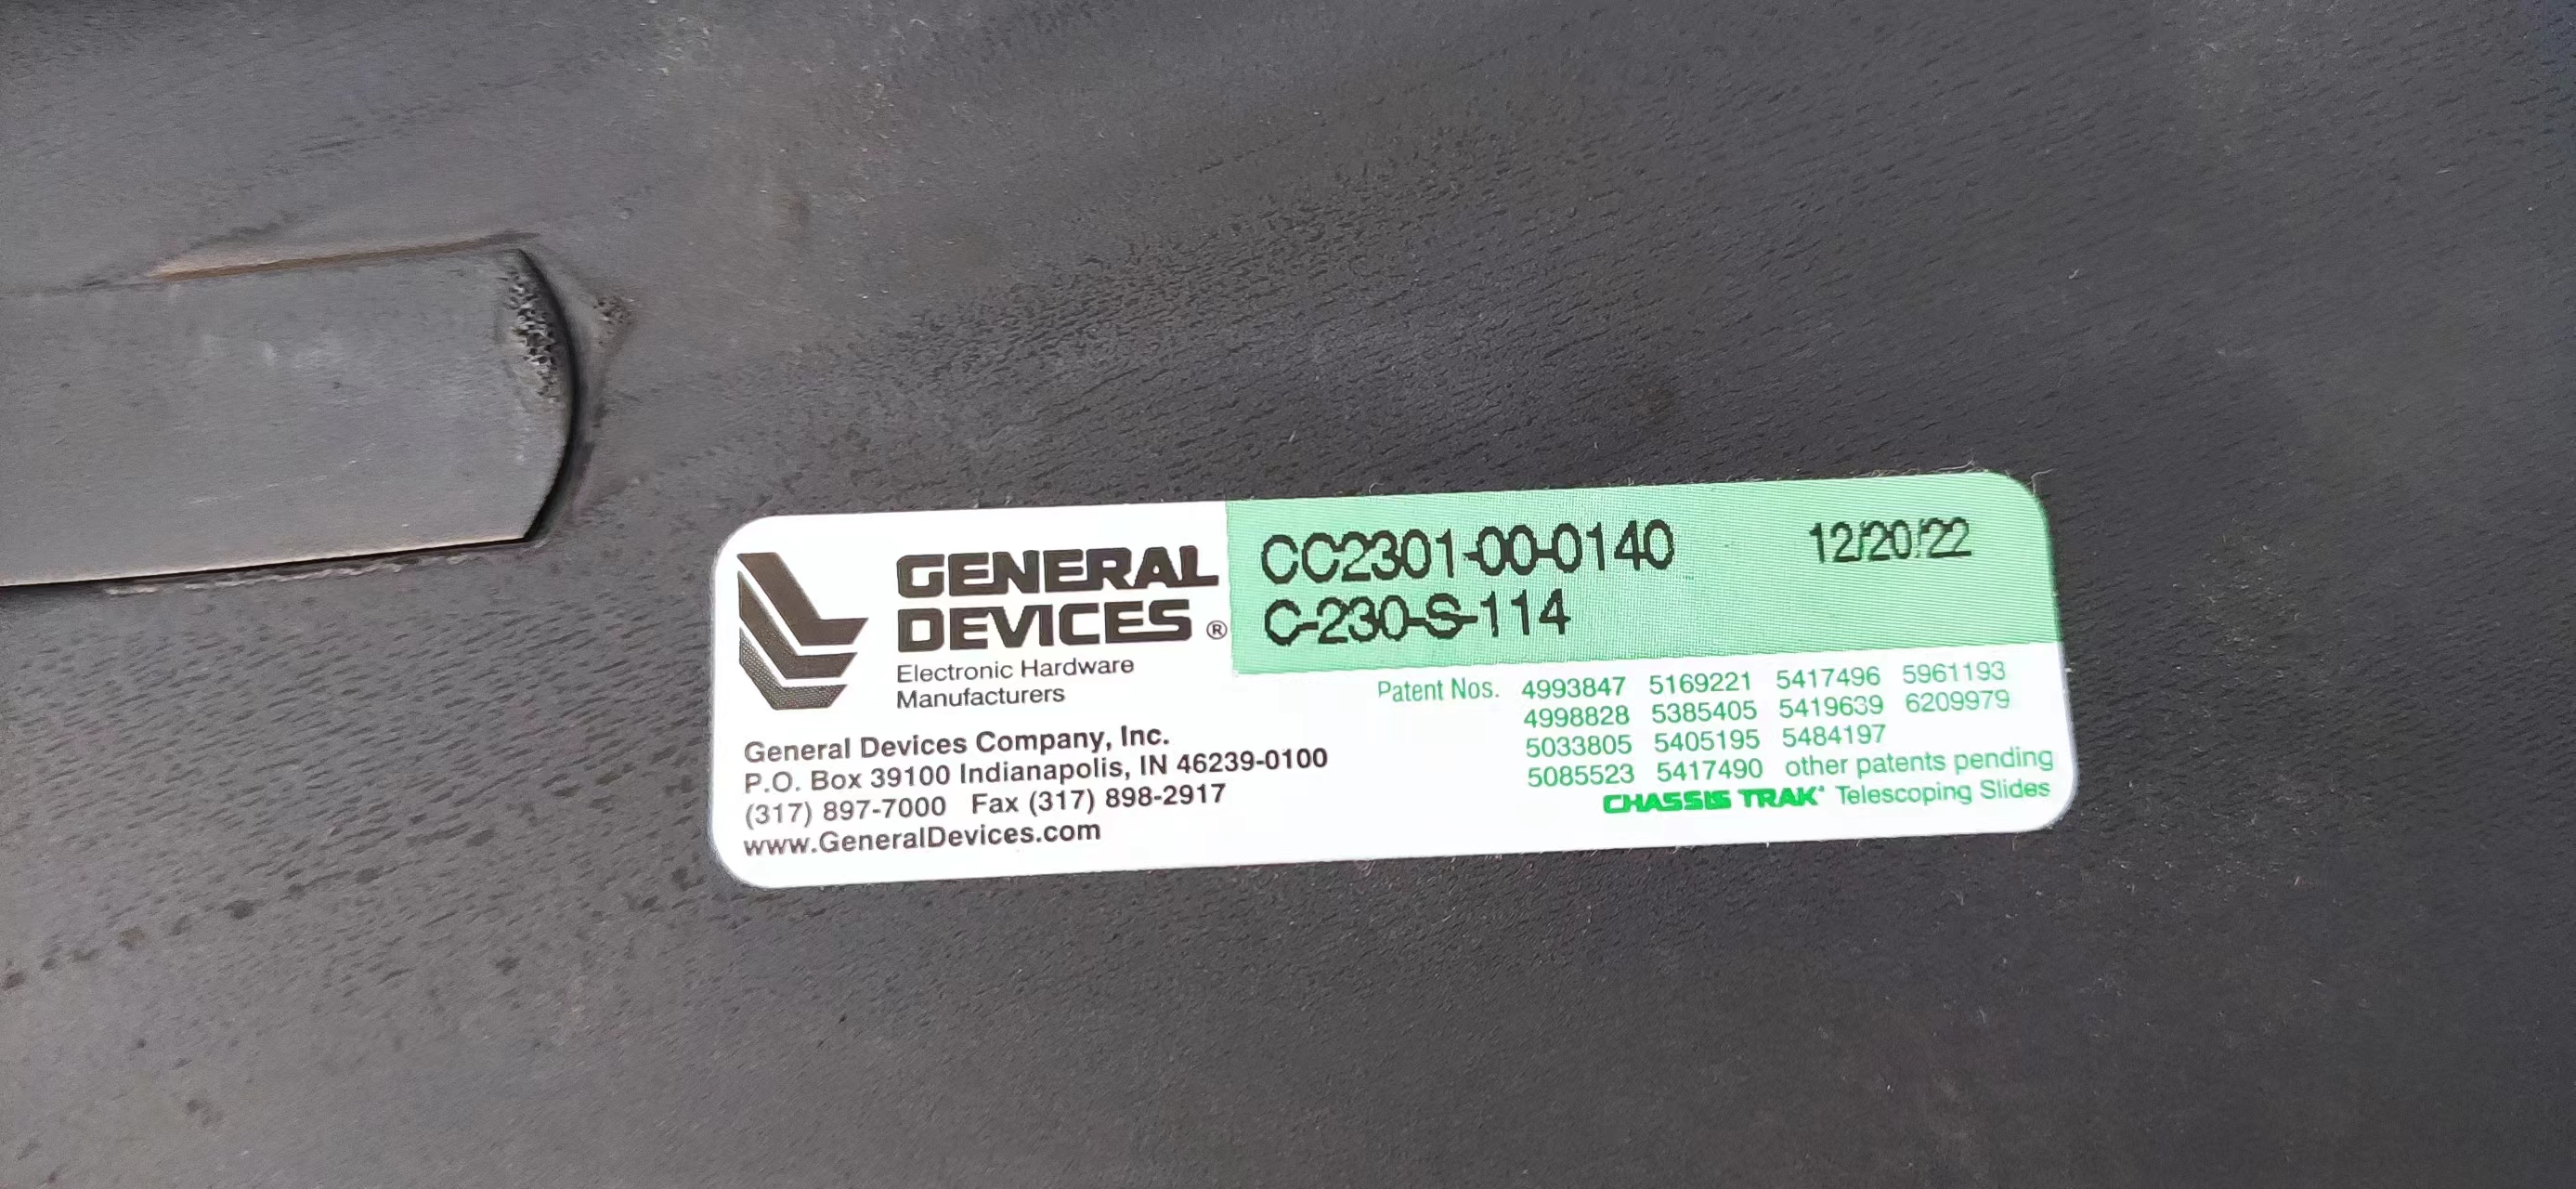 GENERAL
DEVICES ®
Electronic Hardware
Manufacturers
General Devices Company, Inc.
P.O. Box 39100 Indianapolis, IN 46239-0100
(317) 897-7000 Fax (317) 898-2917
www.GeneralDevices.com
CC2301-00-0140 12/20/22
C-230-S-114
Patent Nos. 4993847 5169221 5417496 5961193
4998828 5385405 5419639 6209979
5033805 5405195 5484197
5085523 5417490 other patents pending
CHASSIS TRAK® Telescoping Slides